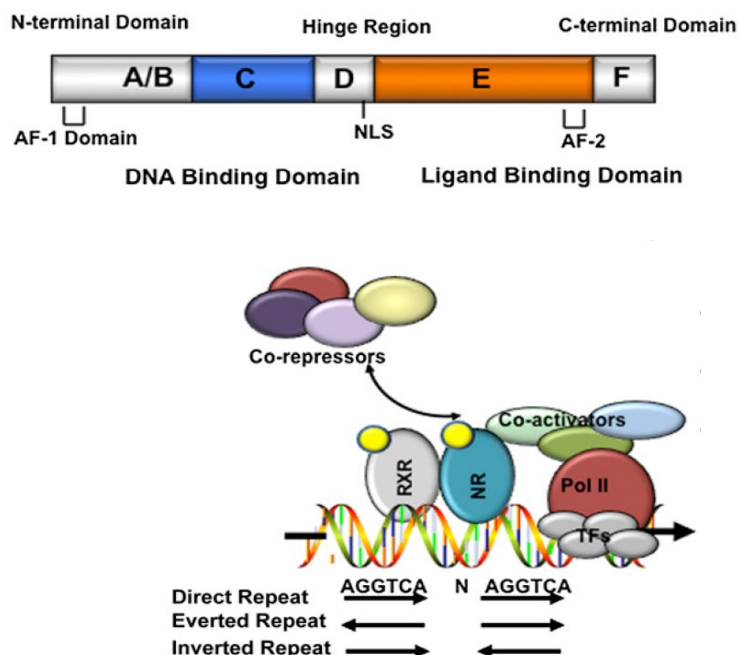 N-terminal Domain Hinge Region C-terminal Domain
A/B C D E F
AF-1 Domain NLS AF-2
DNA Binding Domain Ligand Binding Domain
Co-repressors
Co-activators
RXR NR Pol II
TFs
AGGTCA N AGGTCA
Direct Repeat
Everted Repeat
Inverted Repeat